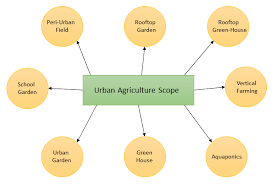 Peri-Urban
Field
Rooftop
Garden
Rooftop
Green-House
School
Garden
Urban Agriculture Scope
Vertical
Farming
Urban
Garden
Green
House
Aquaponics